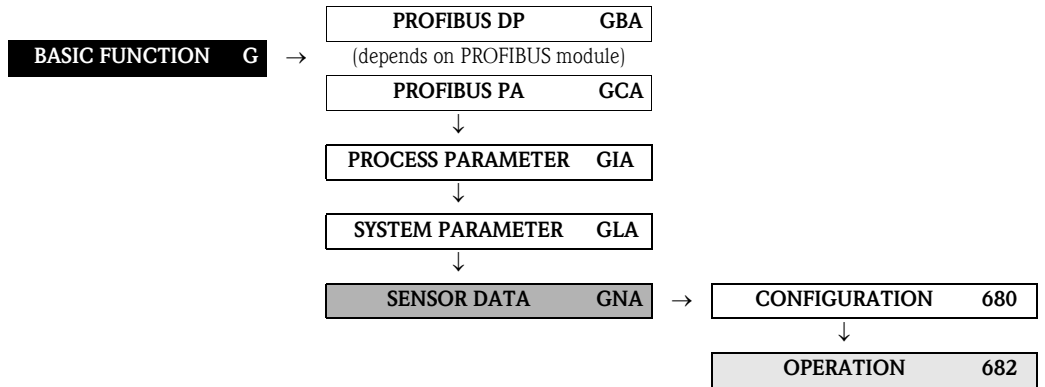 PROFIBUS DP GBA
BASIC FUNCTION G → (depends on PROFIBUS module)
PROFIBUS PA GCA
↓
PROCESS PARAMETER GIA
↓
SYSTEM PARAMETER GLA
↓
SENSOR DATA GNA → CONFIGURATION 680
↓
OPERATION 682